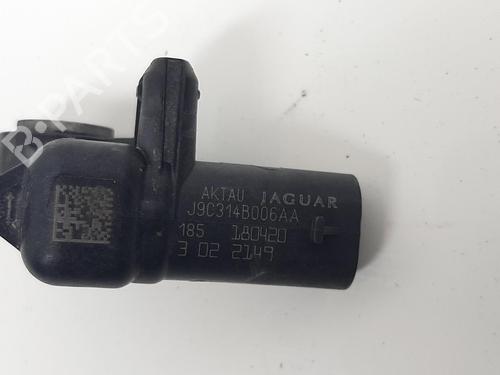 B-PARTS
AKTAU JAGUAR
J9C314B006AA
185 180420
3 02 2149